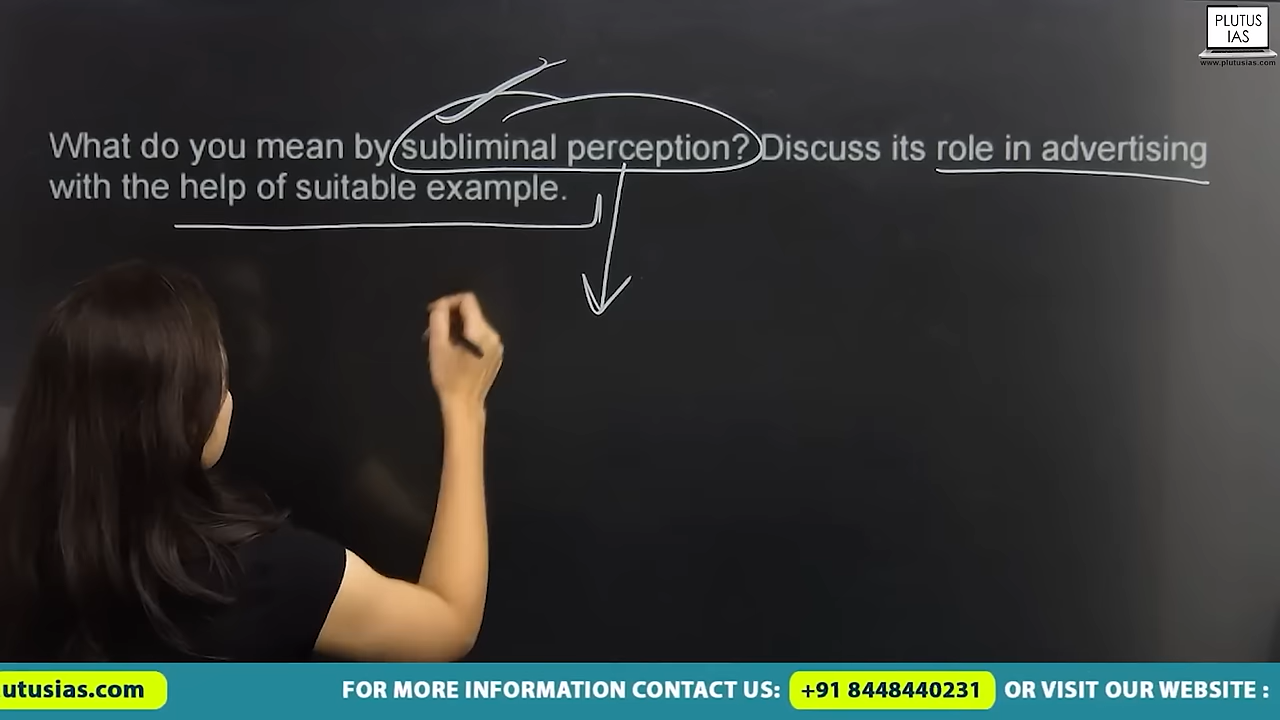 PLUTUS
IAS
www.plutusias.com
What do you mean by subliminal perception? Discuss its role in advertising
with the help of suitable example.
utusias.com
FOR MORE INFORMATION CONTACT US: +91 8448440231 OR VISIT OUR WEBSITE :